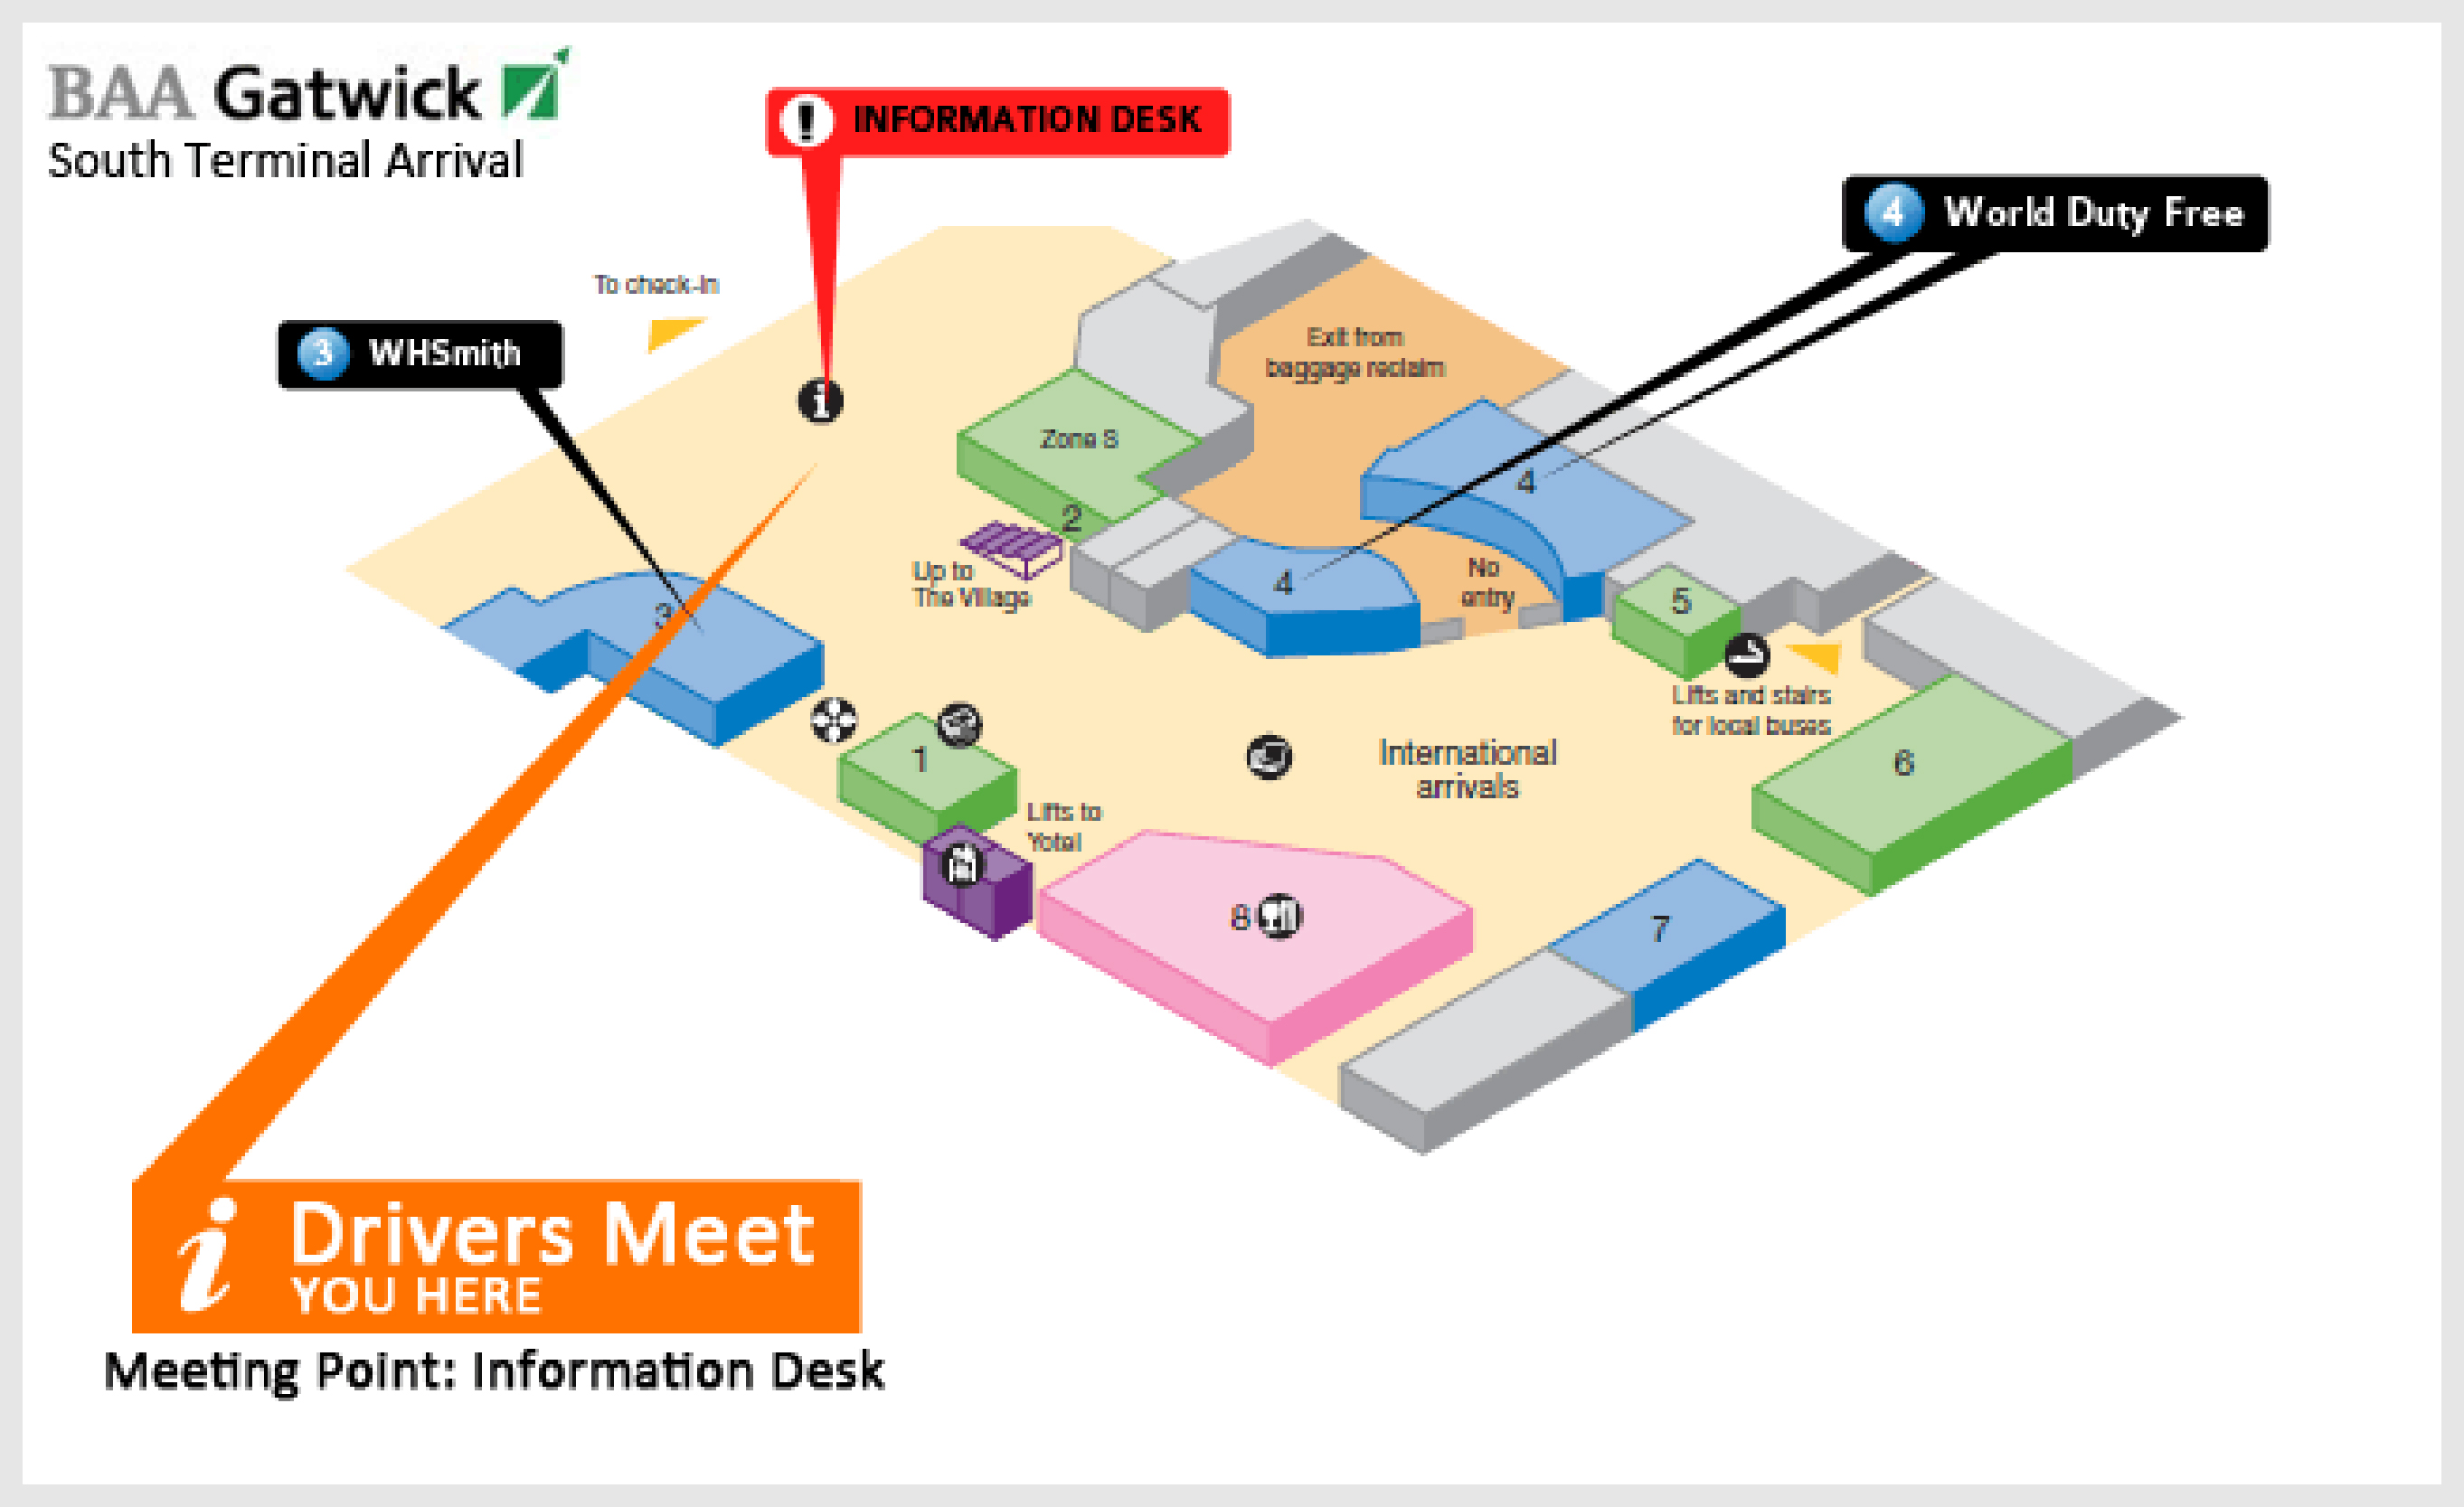 BAA Gatwick
South Terminal Arrival
! INFORMATION DESK
4 World Duty Free
To check-in
3 WHSmith
i
Exit from
baggage reclaim
Zone 8
2
4
Up to
The Village
4
No
entry
5
3
Lifts and stairs
for local buses
1
International
arrivals
6
Lifts to
Yotel
8
7
i Drivers Meet
YOU HERE
Meeting Point: Information Desk